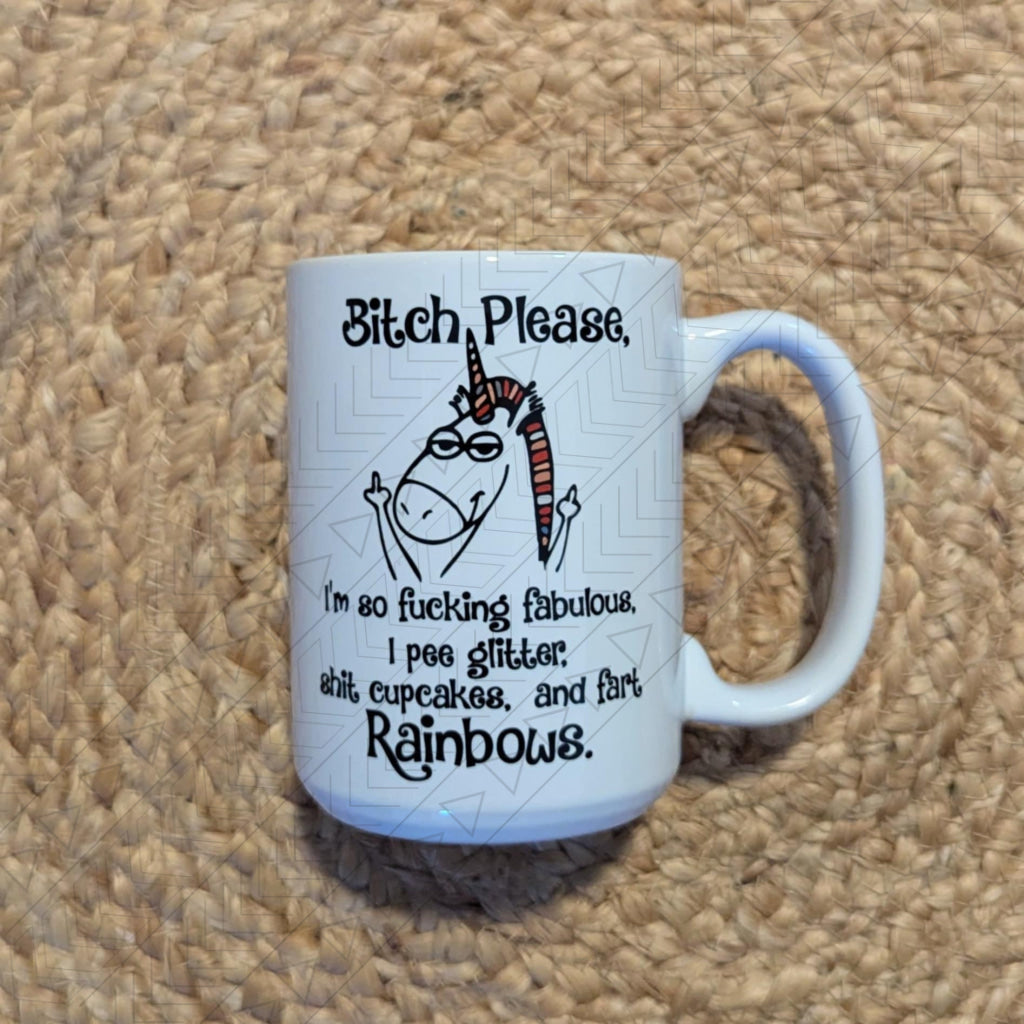 Bitch Please,
I'm so fucking fabulous,
I pee glitter,
shit cupcakes, and fart
Rainbows.